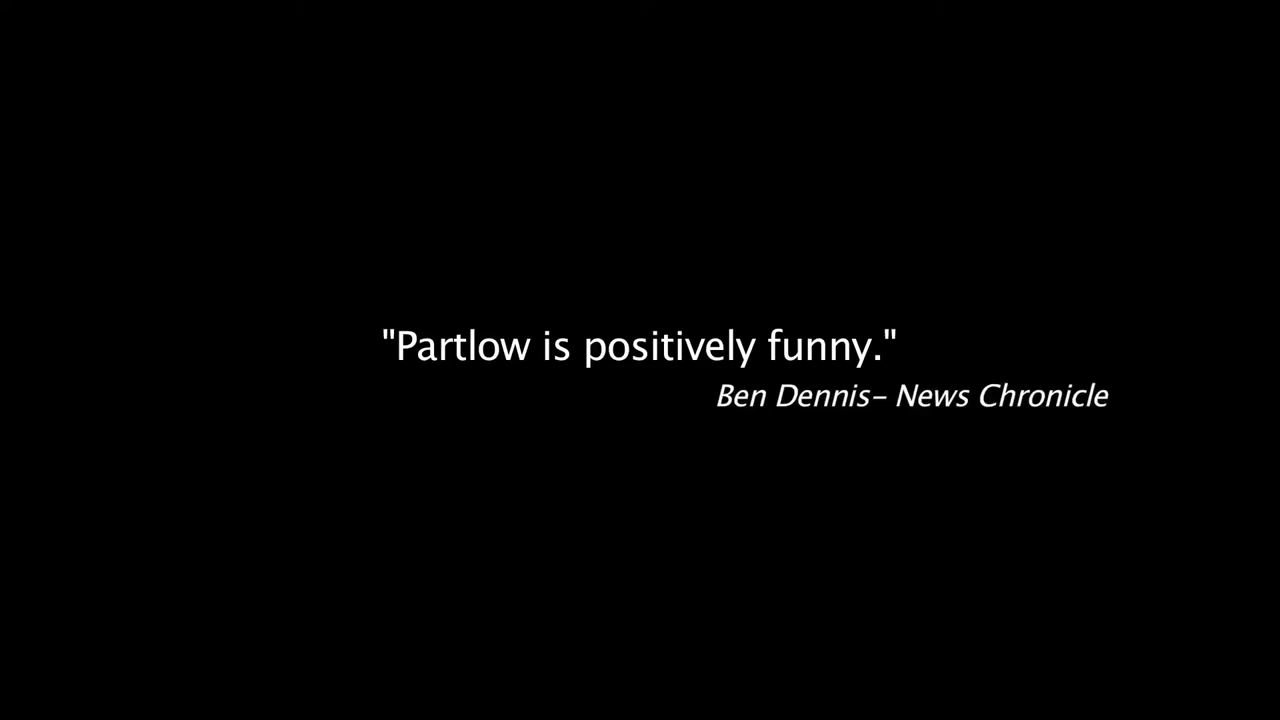 "Partlow is positively funny."
Ben Dennis- News Chronicle